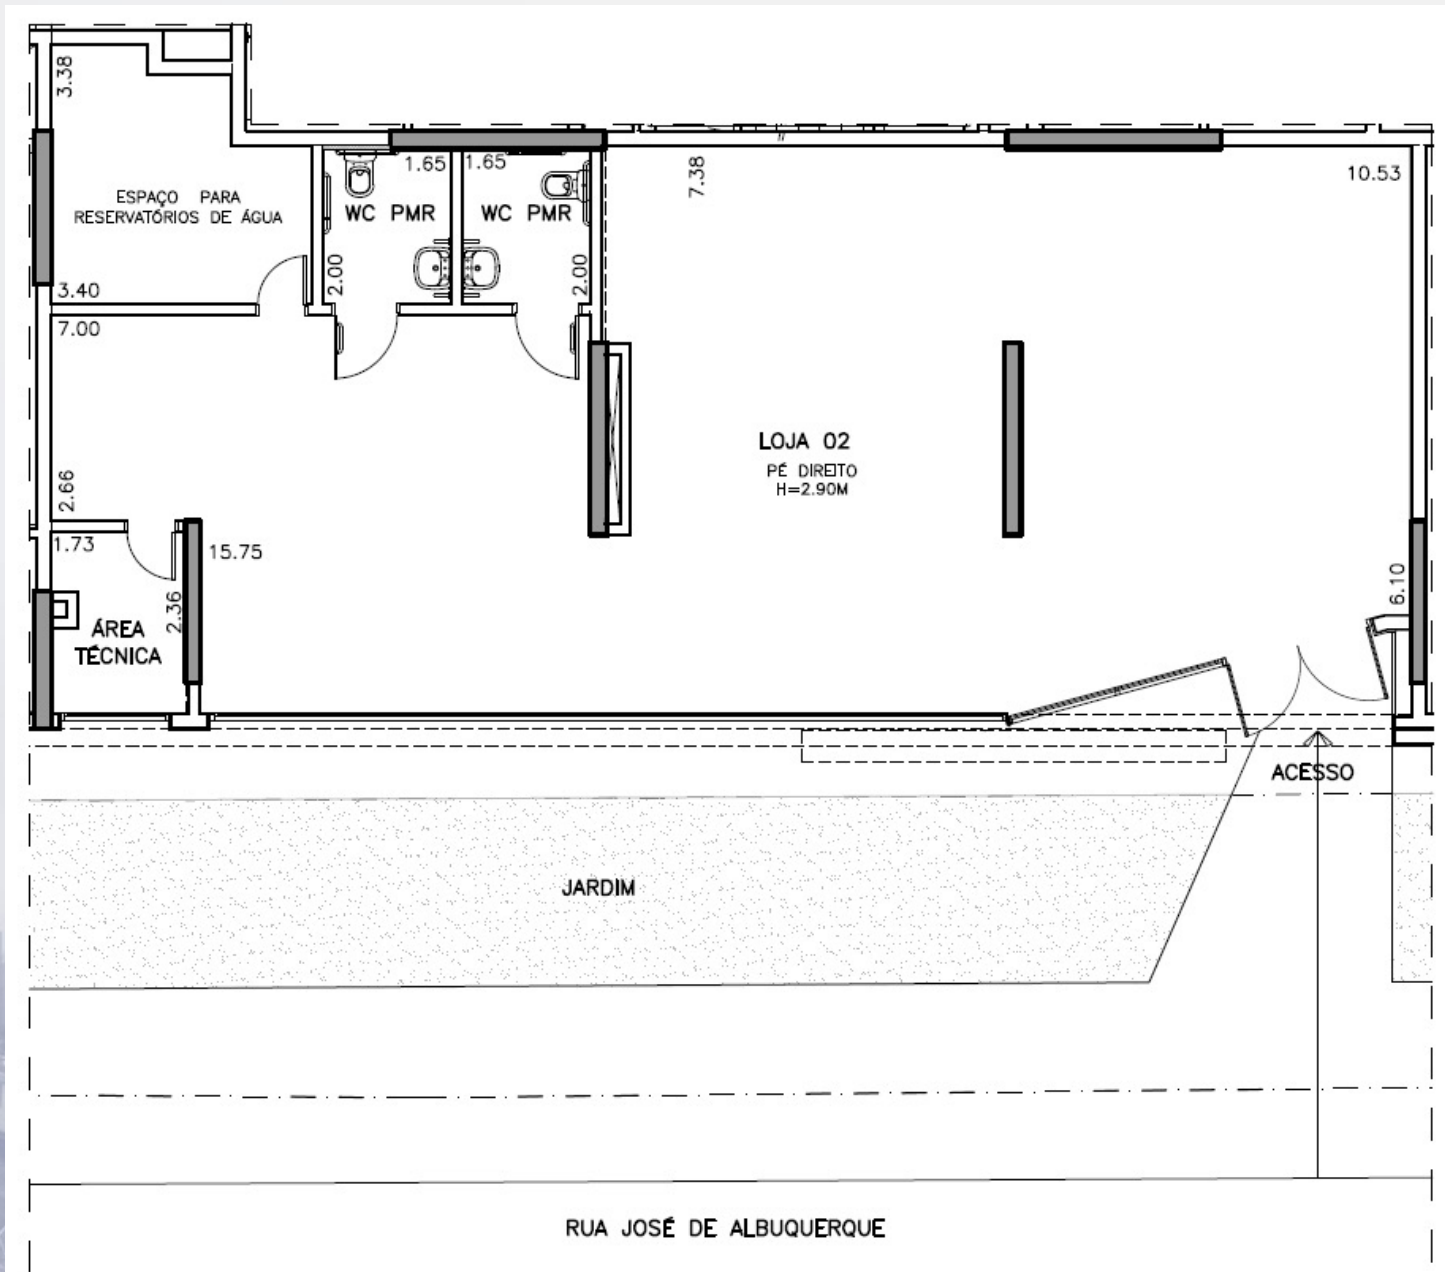 3.38
1.65
1.65
7.38
10.53
ESPAÇO PARA
RESERVATÓRIOS DE ÁGUA
WC PMR
WC PMR
2.00
2.00
3.40
7.00
LOJA 02
PÉ DIREITO
H=2.90M
2.66
1.73
15.75
6.10
2.36
ÁREA
TÉCNICA
ACESSO
JARDIM
RUA JOSÉ DE ALBUQUERQUE